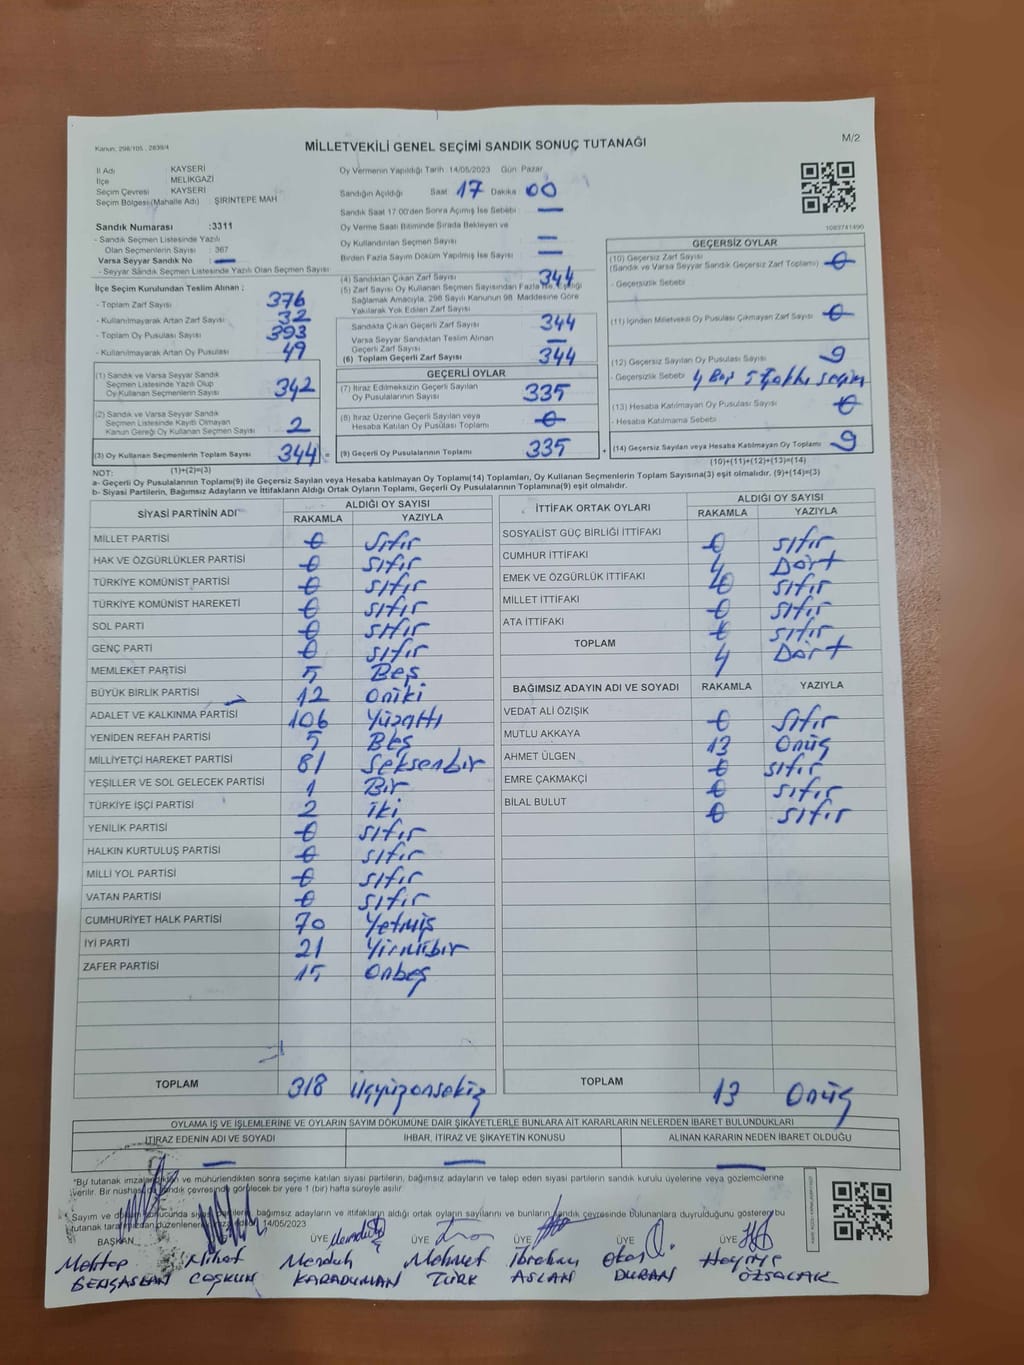 Kanun: 298/105 , 2839/4
MİLLETVEKİLİ GENEL SEÇİMİ SANDIK SONUÇ TUTANAĞI
M/2
İl Adı KAYSERİ
İlçe MELİKGAZİ
Seçim Çevresi KAYSERİ
Seçim Bölgesi(Mahalle Adı) ŞİRİNTEPE MAH
Sandık Numarası :3311
- Sandık Seçmen Listesinde Yazılı
Olan Seçmenlerin Sayısı : 367
Varsa Seyyar Sandık No :
- Seyyar Sandık Seçmen Listesinde Yazılı Olan Seçmen Sayısı
Oy Vermenin Yapıldığı Tarih 14/05/2023 Gün Pazar
Sandığın Açıldığı Saat 17 Dakika 00
Sandık Saat 17:00'den Sonra Açılmış İse Sebebi
Oy Verme Saati Bitiminde Sırada Bekleyen ve
Oy Kullandırılan Seçmen Sayısı
Birden Fazla Sayım Döküm Yapılmış İse Sayısı
1083741490
İlçe Seçim Kurulundan Teslim Alınan :
- Toplam Zarf Sayısı 376
- Kullanılmayarak Artan Zarf Sayısı 32
- Toplam Oy Pusulası Sayısı 393
- Kullanılmayarak Artan Oy Pusulası 49
(1) Sandık ve Varsa Seyyar Sandık
Seçmen Listesinde Yazılı Olup
Oy Kullanan Seçmenlerin Sayısı 342
(2) Sandık ve Varsa Seyyar Sandık
Seçmen Listesinde Kayıtlı Olmayan
Kanun Gereği Oy Kullanan Seçmen Sayısı 2
(3) Oy Kullanan Seçmenlerin Toplam Sayısı 344
(4) Sandıktan Çıkan Zarf Sayısı 344
(5) Zarf Sayısı Oy Kullanan Seçmen Sayısından Fazla İse, Eşitliği
Sağlamak Amacıyla, 298 Sayılı Kanunun 98. Maddesine Göre
Yakılarak Yok Edilen Zarf Sayısı
Sandıkta Çıkan Geçerli Zarf Sayısı 344
Varsa Seyyar Sandıktan Teslim Alınan
Geçerli Zarf Sayısı
(6) Toplam Geçerli Zarf Sayısı 344
GEÇERLİ OYLAR
(7) İtiraz Edilmeksizin Geçerli Sayılan
Oy Pusulalarının Sayısı 335
(8) İtiraz Üzerine Geçerli Sayılan veya
Hesaba Katılan Oy Pusulası Toplamı 0
(9) Geçerli Oy Pusulalarının Toplamı 335
GEÇERSİZ OYLAR
(10) Geçersiz Zarf Sayısı
(Sandık ve Varsa Seyyar Sandık Geçersiz Zarf Toplamı) 0
- Geçersizlik Sebebi
(11) İçinden Milletvekili Oy Pusulası Çıkmayan Zarf Sayısı 0
(12) Geçersiz Sayılan Oy Pusulası Sayısı 9
- Geçersizlik Sebebi 4 Boş 5 seçim
(13) Hesaba Katılmayan Oy Pusulası Sayısı 0
- Hesaba Katılmama Sebebi
(14) Geçersiz Sayılan veya Hesaba Katılmayan Oy Toplamı 9
NOT: (1)+(2)=(3)
(10)+(11)+(12)+(13)=(14)
a- Geçerli Oy Pusulalarının Toplamı(9) ile Geçersiz Sayılan veya Hesaba katılmayan Oy Toplamı(14) Toplamları, Oy Kullanan Seçmenlerin Toplam Sayısına(3) eşit olmalıdır. (9)+(14)=(3)
b- Siyasi Partilerin, Bağımsız Adayların ve İttifakların Aldığı Ortak Oyların Toplamı, Geçerli Oy Pusulalarının Toplamına(9) eşit olmalıdır.
SİYASİ PARTİNİN ADI ALDIĞI OY SAYISI
RAKAMLA YAZIYLA
MİLLET PARTİSİ 0 sıfır
HAK VE ÖZGÜRLÜKLER PARTİSİ 0 sıfır
TÜRKİYE KOMÜNİST PARTİSİ 0 sıfır
TÜRKİYE KOMÜNİST HAREKETİ 0 sıfır
SOL PARTİ 0 sıfır
GENÇ PARTİ 0 sıfır
MEMLEKET PARTİSİ 5 Beş
BÜYÜK BİRLİK PARTİSİ 12 Oniki
ADALET VE KALKINMA PARTİSİ 106 Yüzaltı
YENİDEN REFAH PARTİSİ 5 Beş
MİLLİYETÇİ HAREKET PARTİSİ 81 Seksenbir
YEŞİLLER VE SOL GELECEK PARTİSİ 1 Bir
TÜRKİYE İŞÇİ PARTİSİ 2 iki
YENİLİK PARTİSİ 0 sıfır
HALKIN KURTULUŞ PARTİSİ 0 sıfır
MİLLİ YOL PARTİSİ 0 sıfır
VATAN PARTİSİ 0 sıfır
CUMHURİYET HALK PARTİSİ 70 Yetmiş
İYİ PARTİ 21 Yirmibir
ZAFER PARTİSİ 15 Onbeş
TOPLAM 318 Üçyüzonsekiz
İTTİFAK ORTAK OYLARI ALDIĞI OY SAYISI
RAKAMLA YAZIYLA
SOSYALİST GÜÇ BİRLİĞİ İTTİFAKI 0 sıfır
CUMHUR İTTİFAKI 4 Dört
EMEK VE ÖZGÜRLÜK İTTİFAKI 0 sıfır
MİLLET İTTİFAKI 0 sıfır
ATA İTTİFAKI 0 sıfır
TOPLAM 4 Dört
BAĞIMSIZ ADAYIN ADI VE SOYADI RAKAMLA YAZIYLA
VEDAT ALİ ÖZIŞIK 0 sıfır
MUTLU AKKAYA 13 Onüç
AHMET ÜLGEN 0 sıfır
EMRE ÇAKMAKÇİ 0 sıfır
BİLAL BULUT 0 sıfır
TOPLAM 13 Onüç
OYLAMA İŞ VE İŞLEMLERİNE VE OYLARIN SAYIM DÖKÜMÜNE DAİR ŞİKAYETLERLE BUNLARA AİT KARARLARIN NELERDEN İBARET BULUNDUKLARI
İTİRAZ EDENİN ADI VE SOYADI İHBAR, İTİRAZ VE ŞİKAYETİN KONUSU ALINAN KARARIN NEDEN İBARET OLDUĞU
"Bu tutanak ve mühürlendikten sonra seçime katılan siyasi partilerin, bağımsız adayların ve talep eden siyasi partilerin sandık kurulu üyelerine veya gözlemcilerine
verilir. Bir nüshası da sandık çevresinde görülecek bir yere 1 (bir) hafta süreyle asılır
Sayım ve bağımsız adayların ve ittifakların aldığı ortak oyların sayılarını ve bunların sandık çevresinde bulunanlara duyrulduğunu gösteren bu
tutanak 14/05/2023
BAŞKAN ÜYE ÜYE ÜYE ÜYE ÜYE
Mehtap Nihat Memduh Mehmet İbrahim Okan Hayriye
GENÇASLAN COŞKUN KARADUMAN TÜRK ASLAN DURAN ÖZSALAK